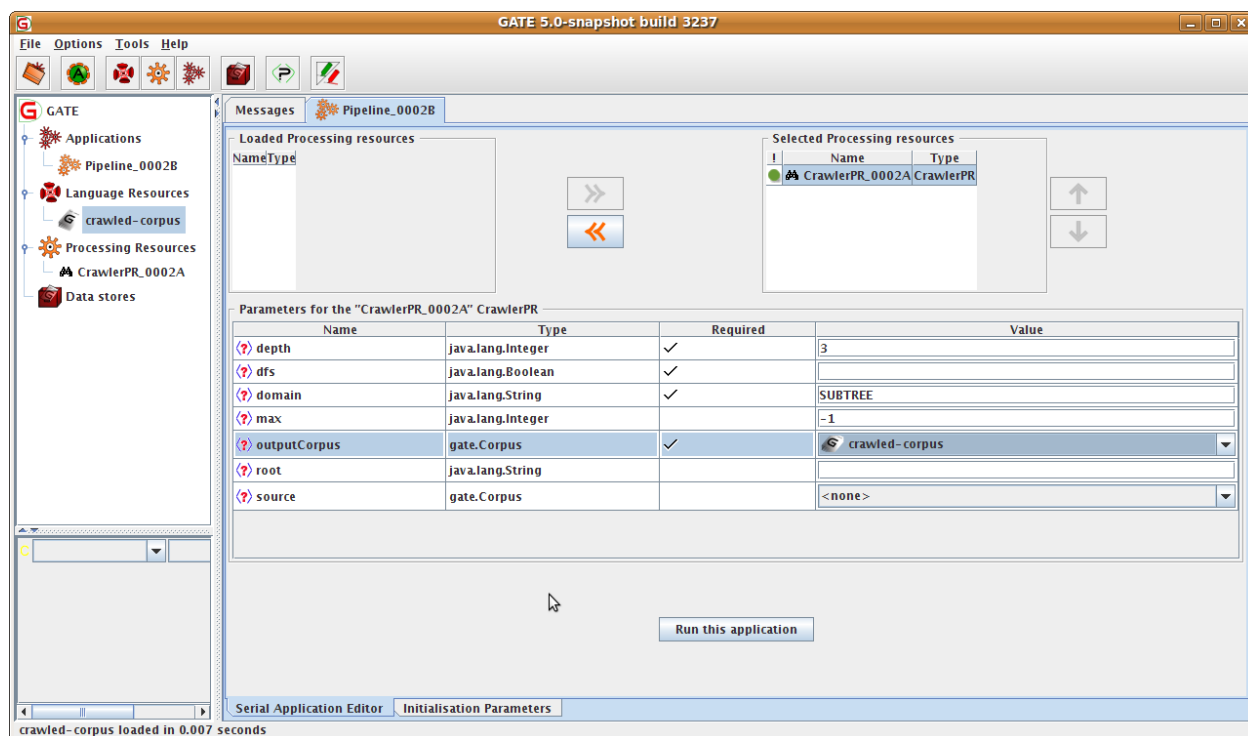 GATE 5.0-snapshot build 3237
File Options Tools Help
GATE
Applications
Pipeline_0002B
Language Resources
crawled-corpus
Processing Resources
CrawlerPR_0002A
Data stores
Messages Pipeline_0002B
Loaded Processing resources
Name Type
Selected Processing resources
! Name Type
CrawlerPR_0002A CrawlerPR
Parameters for the "CrawlerPR_0002A" CrawlerPR
Name Type Required Value
<?> depth java.lang.Integer ✓ 3
<?> dfs java.lang.Boolean ✓
<?> domain java.lang.String ✓ SUBTREE
<?> max java.lang.Integer -1
<?> outputCorpus gate.Corpus ✓ crawled-corpus
<?> root java.lang.String
<?> source gate.Corpus <none>
C
Run this application
Serial Application Editor Initialisation Parameters
crawled-corpus loaded in 0.007 seconds